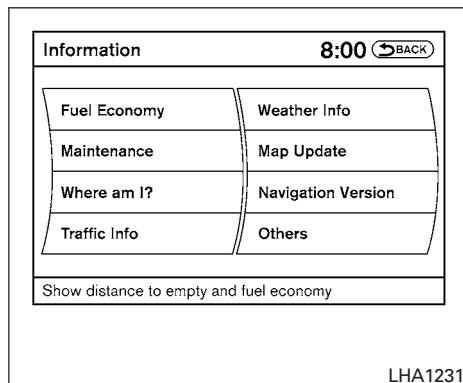 Information 8:00 BACK
Fuel Economy Weather Info
Maintenance Map Update
Where am I? Navigation Version
Traffic Info Others
Show distance to empty and fuel economy
LHA1231